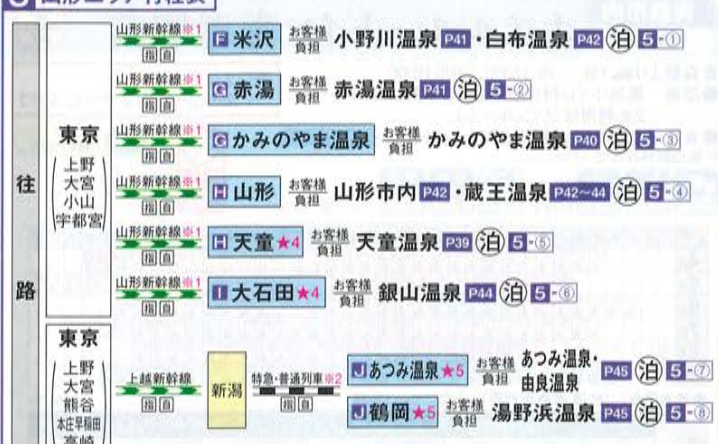 5 山形エリア行程表
往路
東京
(上野
大宮
小山
宇都宮)
山形新幹線※1 指自 F 米沢 お客様負担 小野川温泉 P41・白布温泉 P42 泊 5-①
山形新幹線※1 指自 G 赤湯 お客様負担 赤湯温泉 P41 泊 5-②
山形新幹線※1 指自 G かみのやま温泉 お客様負担 かみのやま温泉 P40 泊 5-③
山形新幹線※1 指自 H 山形 お客様負担 山形市内 P42・蔵王温泉 P42~44 泊 5-④
山形新幹線※1 指自 H 天童★4 お客様負担 天童温泉 P39 泊 5-⑤
山形新幹線※1 指自 I 大石田★4 お客様負担 銀山温泉 P44 泊 5-⑥
東京
(上野
大宮
熊谷
本庄早稲田
高崎
上越新幹線 指自 新潟 特急・普通列車※2 指自
J あつみ温泉★5 お客様負担 あつみ温泉・由良温泉 P45 泊 5-⑦
J 鶴岡★5 お客様負担 湯野浜温泉 P45 泊 5-⑧